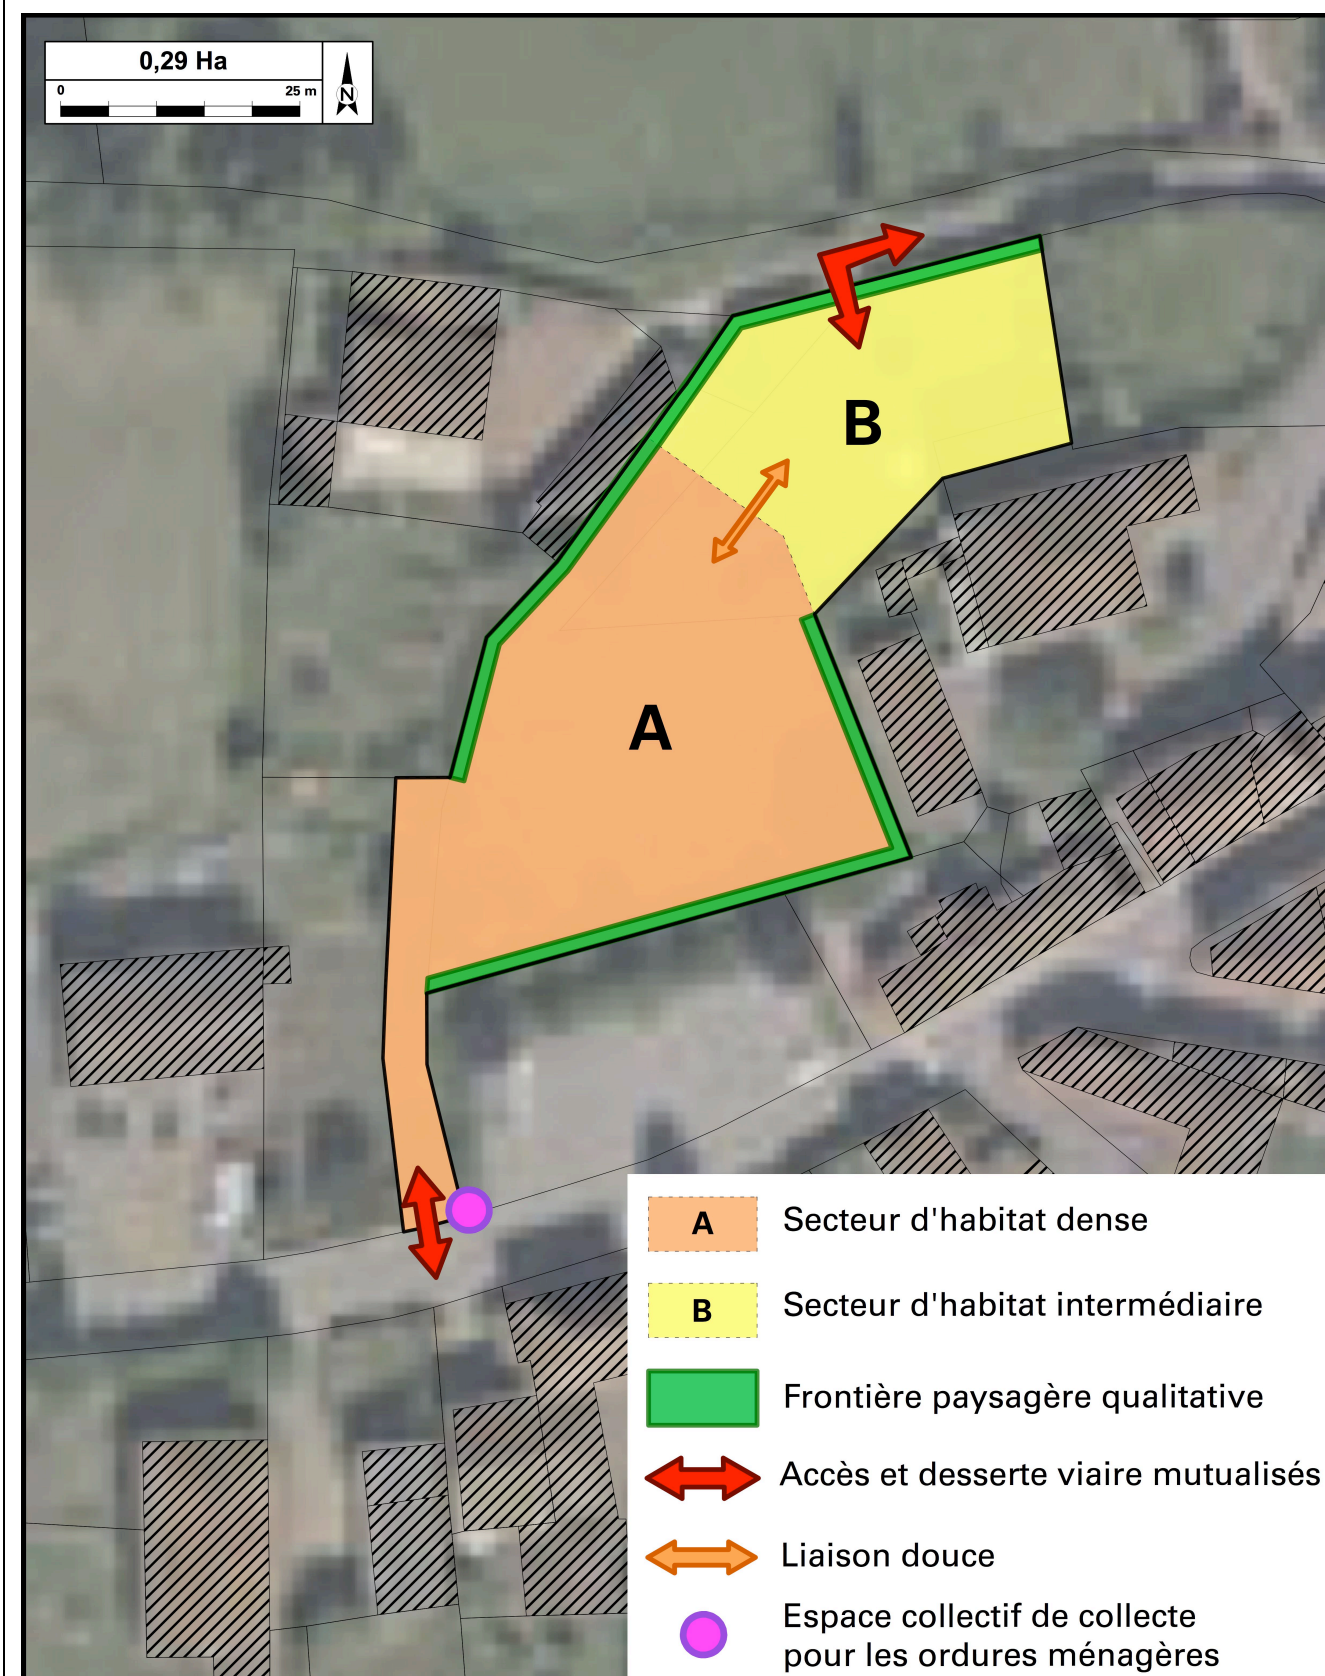 0,29 Ha
0 25 m
N
B
A
A Secteur d'habitat dense
B Secteur d'habitat intermédiaire
Frontière paysagère qualitative
Accès et desserte viaire mutualisés
Liaison douce
Espace collectif de collecte
pour les ordures ménagères